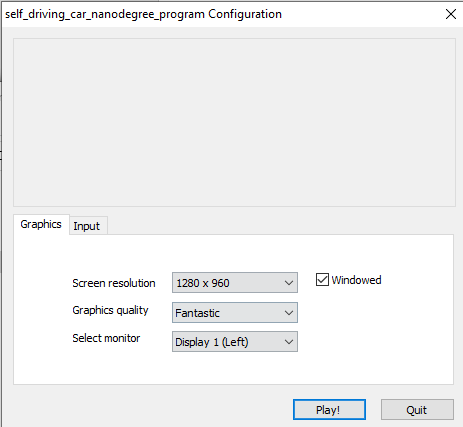 self_driving_car_nanodegree_program Configuration
Graphics Input
Screen resolution 1280 x 960 Windowed
Graphics quality Fantastic
Select monitor Display 1 (Left)
Play! Quit